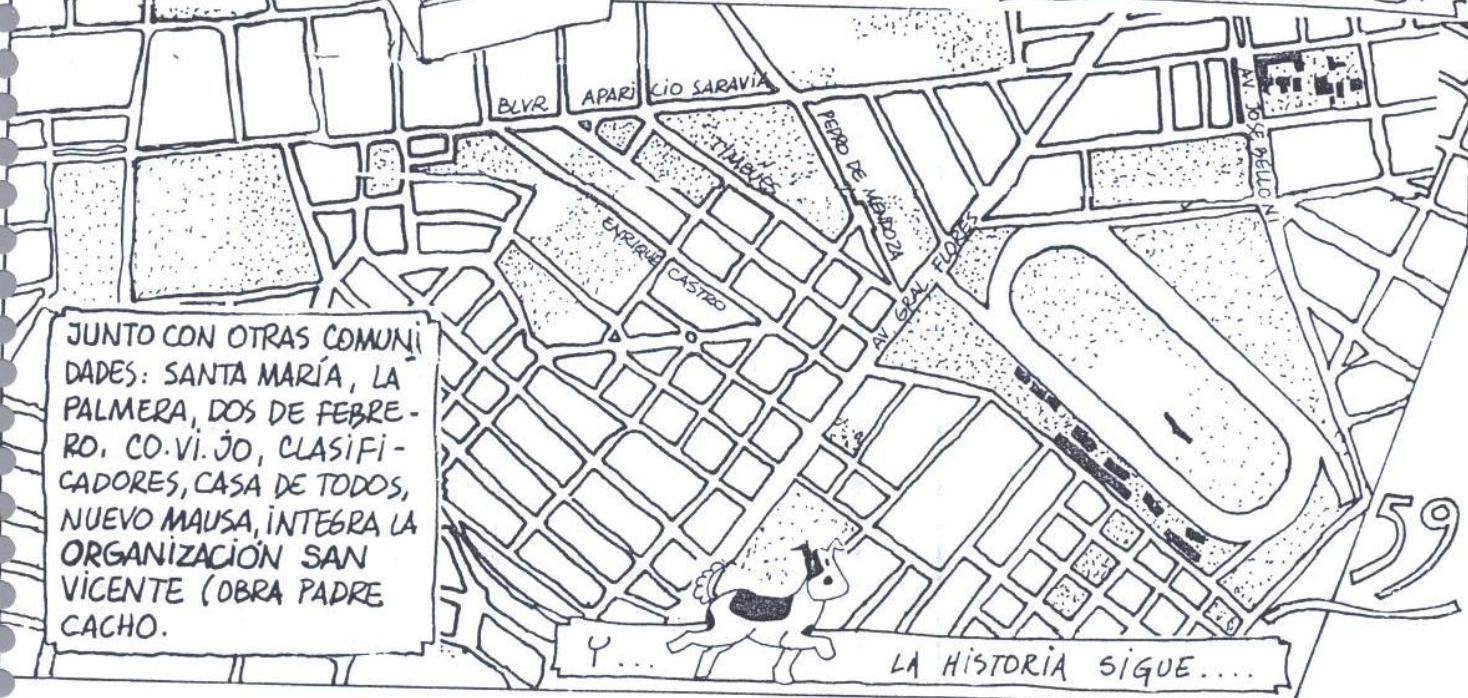 BLVR APARICIO SARAVIA
TIMBUES
PEDRO DE MENDOZA
AV JOSE BELLONI
ENRIQUE CASTRO
AV GRAL FLORES
JUNTO CON OTRAS COMUNI
DADES: SANTA MARÍA, LA
PALMERA, DOS DE FEBRE-
RO. CO.VI.JO, CLASIFI-
CADORES, CASA DE TODOS,
NUEVO MAUSA, INTEGRA LA
ORGANIZACIÓN SAN
VICENTE (OBRA PADRE
CACHO.
59
Y... LA HISTORIA SIGUE....